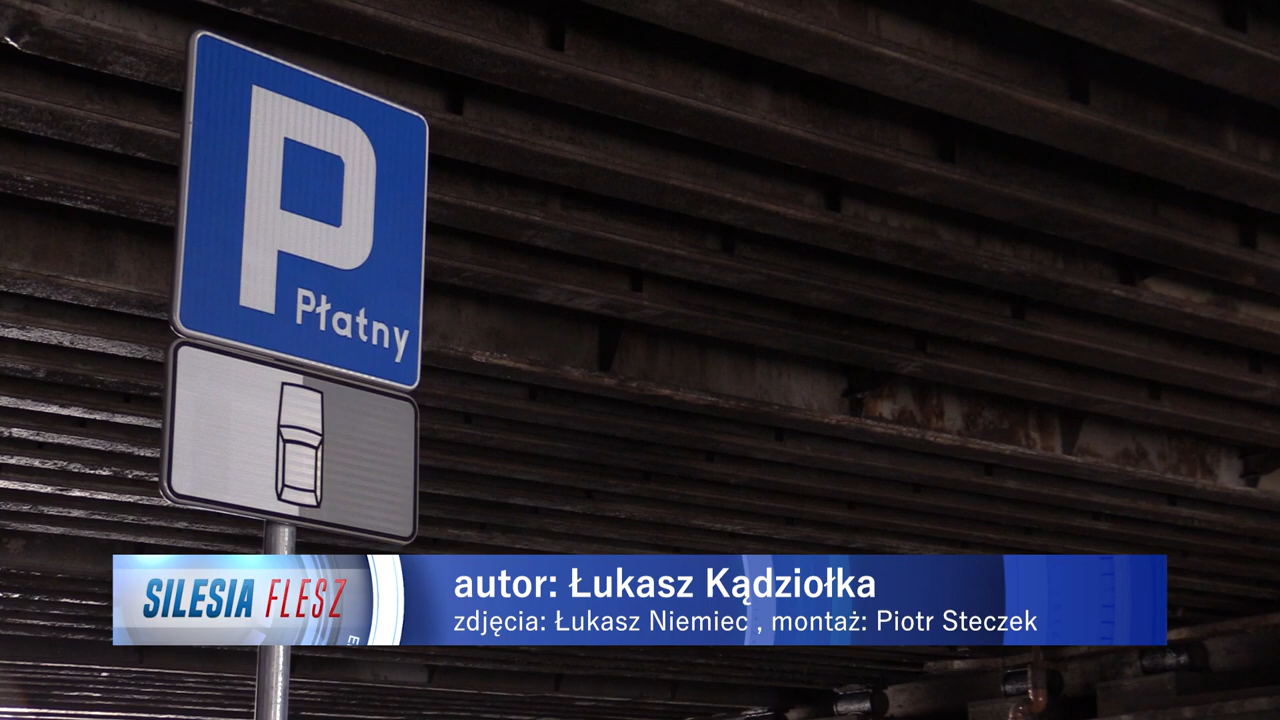 P
Płatny
SILESIA FLESZ
autor: Łukasz Kądziołka
zdjęcia: Łukasz Niemiec , montaż: Piotr Steczek